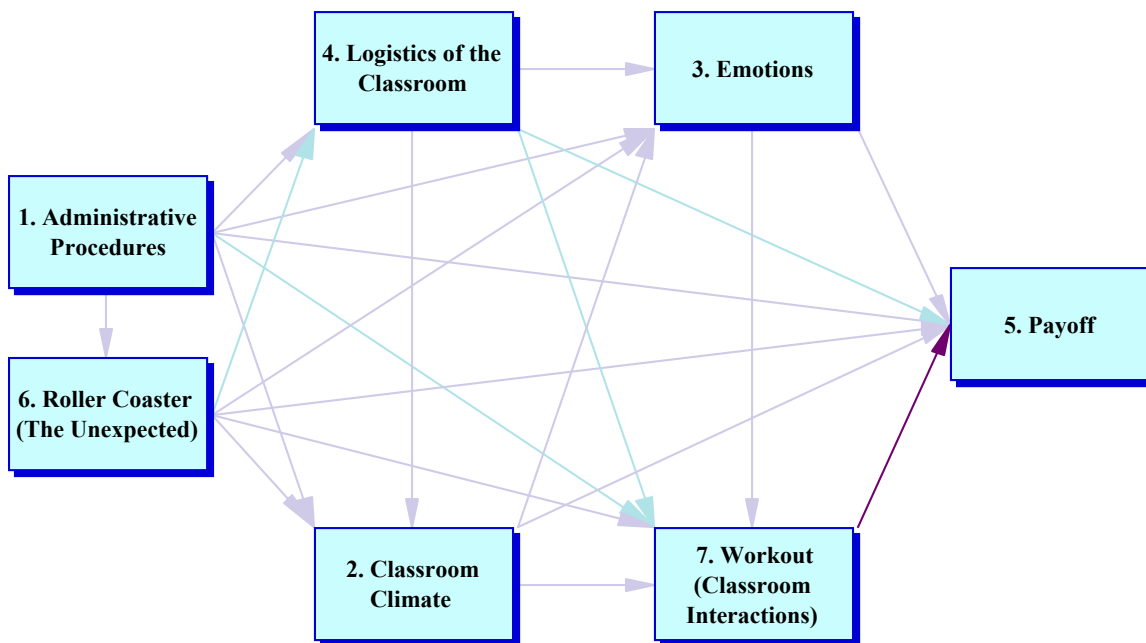 4. Logistics of the
Classroom
3. Emotions
1. Administrative
Procedures
5. Payoff
6. Roller Coaster
(The Unexpected)
2. Classroom
Climate
7. Workout
(Classroom
Interactions)